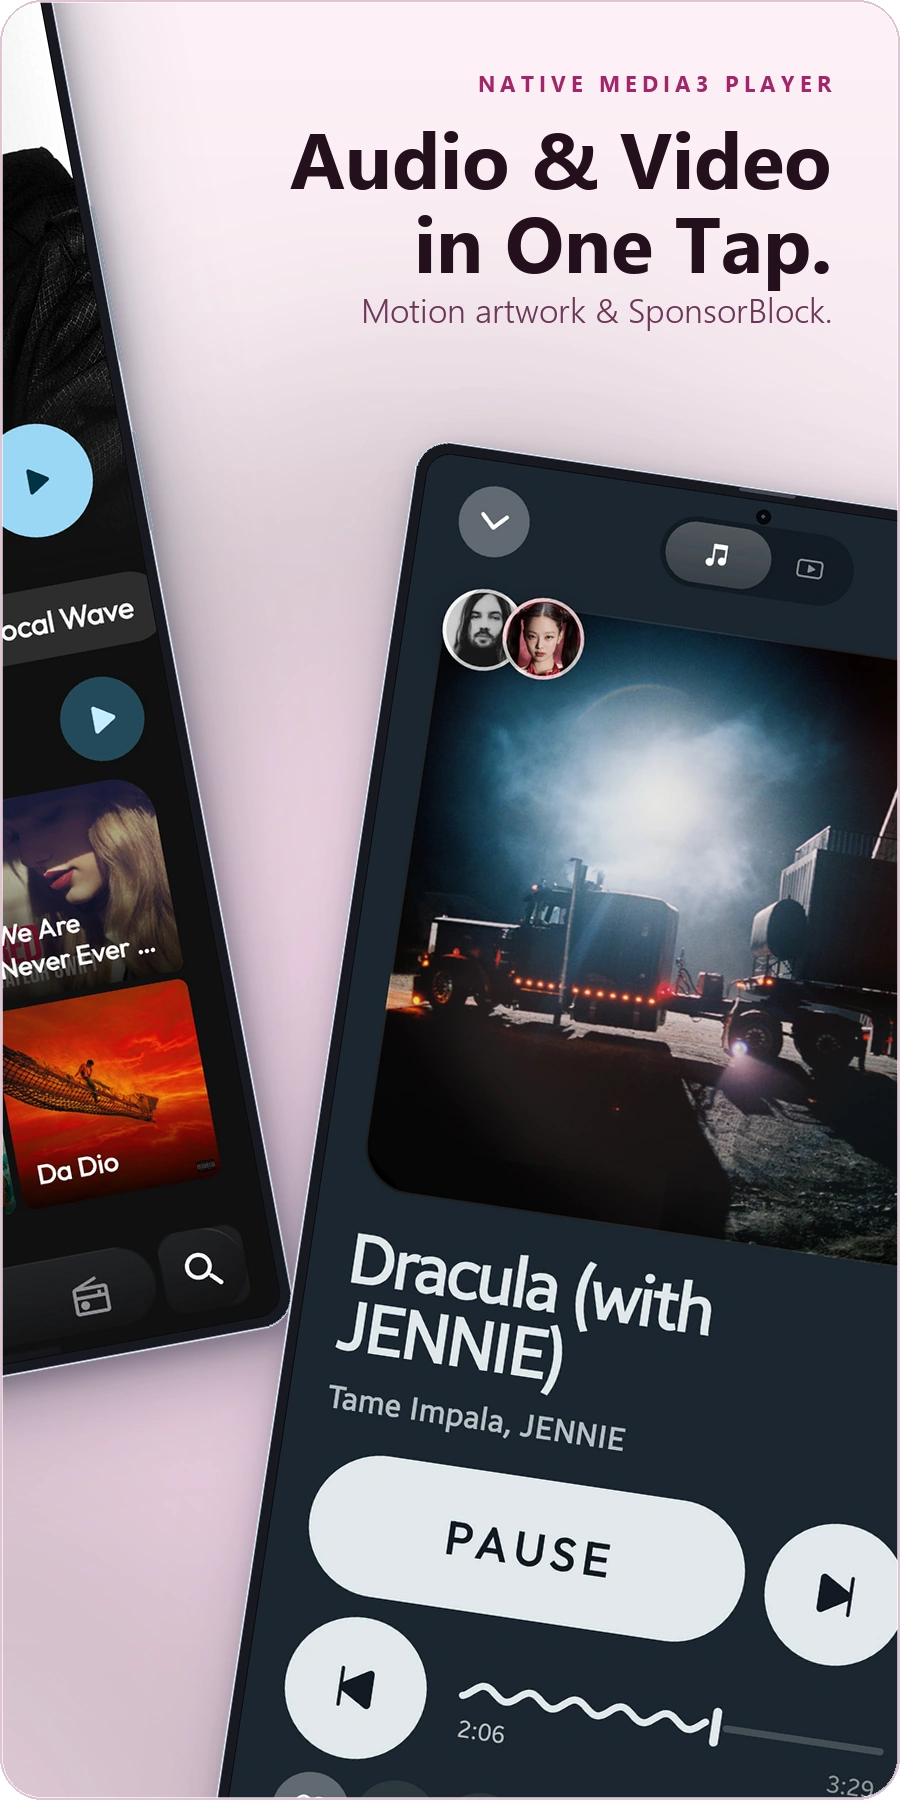 NATIVE MEDIA3 PLAYER
Audio & Video
in One Tap.
Motion artwork & SponsorBlock.
ocal Wave
We Are
Never Ever ...
Da Dio
Dracula (with
JENNIE)
Tame Impala, JENNIE
PAUSE
2:06
3:29